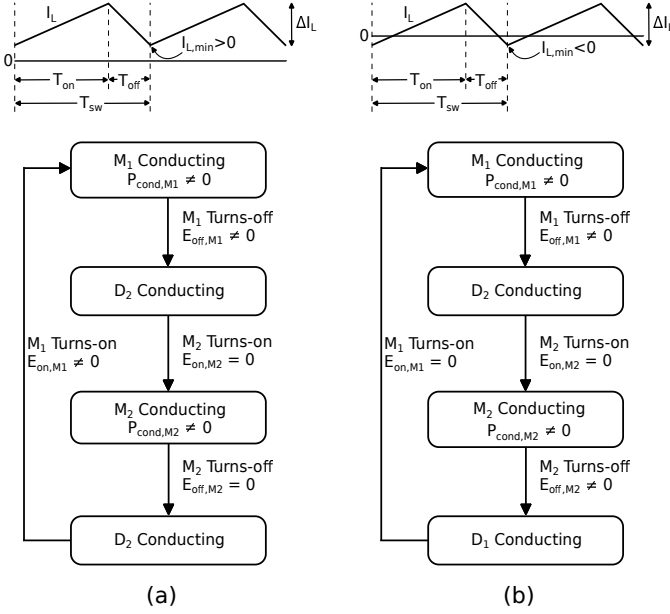 I_L
ΔI_L
I_L,min>0
0
T_on
T_off
T_sw
M_1 Conducting
P_cond,M1 ≠ 0
M_1 Turns-off
E_off,M1 ≠ 0
D_2 Conducting
M_1 Turns-on
E_on,M1 ≠ 0
M_2 Turns-on
E_on,M2 = 0
M_2 Conducting
P_cond,M2 ≠ 0
M_2 Turns-off
E_off,M2 = 0
D_2 Conducting
(a)
I_L
ΔI_L
0
I_L,min<0
T_on
T_off
T_sw
M_1 Conducting
P_cond,M1 ≠ 0
M_1 Turns-off
E_off,M1 ≠ 0
D_2 Conducting
M_1 Turns-on
E_on,M1 = 0
M_2 Turns-on
E_on,M2 = 0
M_2 Conducting
P_cond,M2 ≠ 0
M_2 Turns-off
E_off,M2 ≠ 0
D_1 Conducting
(b)